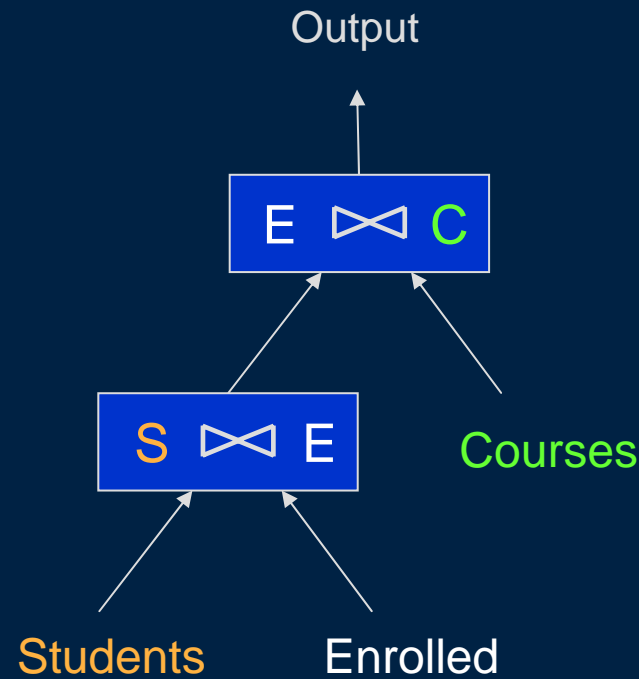 Output
E ⋈ C
S ⋈ E
Courses
Students Enrolled